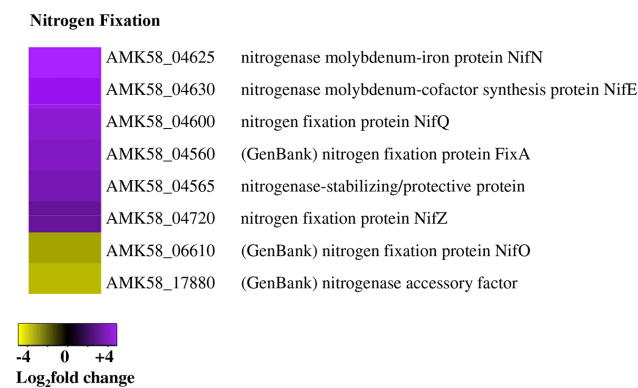 Nitrogen Fixation
AMK58_04625 nitrogenase molybdenum-iron protein NifN
AMK58_04630 nitrogenase molybdenum-cofactor synthesis protein NifE
AMK58_04600 nitrogen fixation protein NifQ
AMK58_04560 (GenBank) nitrogen fixation protein FixA
AMK58_04565 nitrogenase-stabilizing/protective protein
AMK58_04720 nitrogen fixation protein NifZ
AMK58_06610 (GenBank) nitrogen fixation protein NifO
AMK58_17880 (GenBank) nitrogenase accessory factor
-4 0 +4
Log2fold change